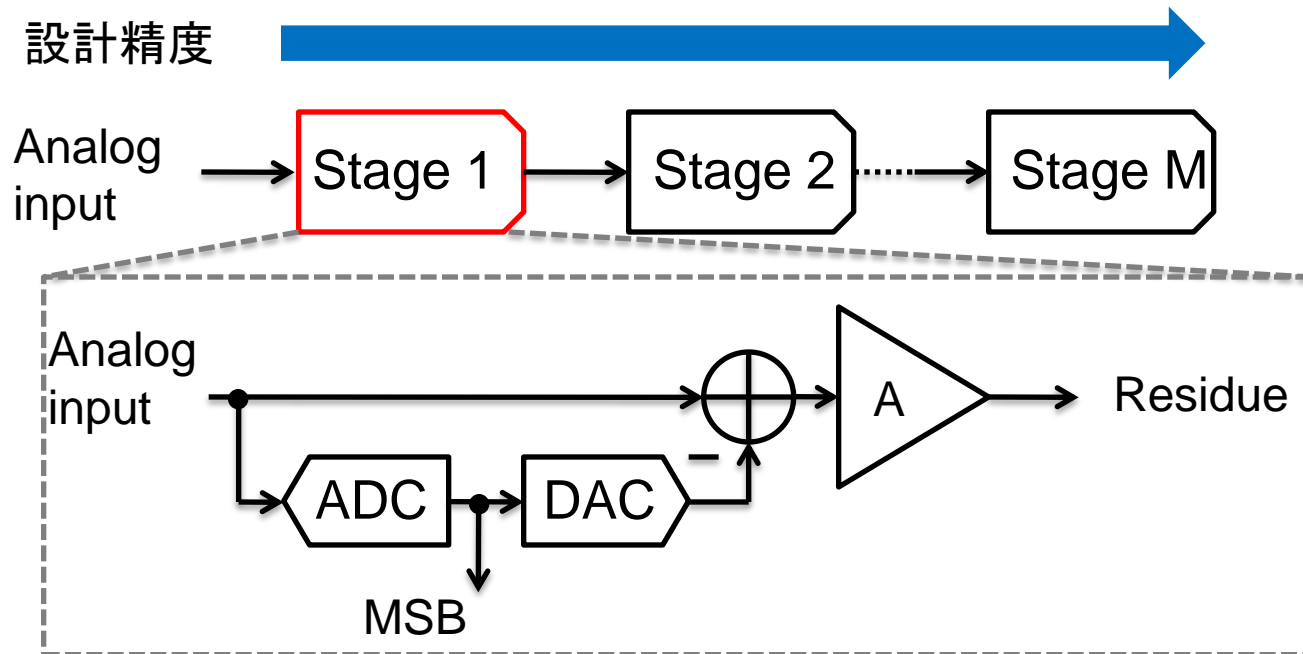 設計精度
Analog
input
Stage 1
Stage 2
Stage M
Analog
input
A
Residue
−
ADC
DAC
MSB